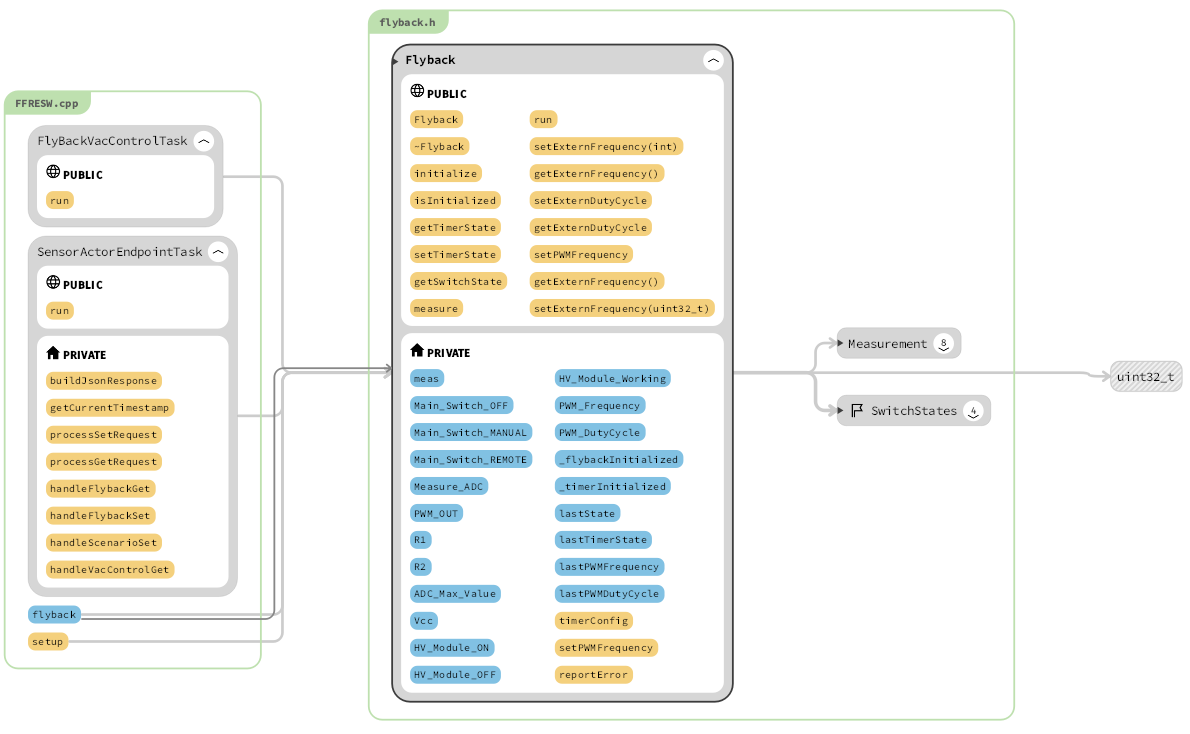 FFRESW.cpp
FlyBackVacControlTask
PUBLIC
run
SensorActorEndpointTask
PUBLIC
run
PRIVATE
buildJsonResponse
getCurrentTimestamp
processSetRequest
processGetRequest
handleFlybackGet
handleFlybackSet
handleScenarioSet
handleVacControlGet
flyback
setup
flyback.h
Flyback
PUBLIC
Flyback
~Flyback
initialize
isInitialized
getTimerState
setTimerState
getSwitchState
measure
run
setExternFrequency(int)
getExternFrequency()
setExternDutyCycle
getExternDutyCycle
setPWMFrequency
getExternFrequency()
setExternFrequency(uint32_t)
PRIVATE
meas
Main_Switch_OFF
Main_Switch_MANUAL
Main_Switch_REMOTE
Measure_ADC
PWM_OUT
R1
R2
ADC_Max_Value
Vcc
HV_Module_ON
HV_Module_OFF
HV_Module_Working
PWM_Frequency
PWM_DutyCycle
_flybackInitialized
_timerInitialized
lastState
lastTimerState
lastPWMFrequency
lastPWMDutyCycle
timerConfig
setPWMFrequency
reportError
Measurement 8
SwitchStates 4
uint32_t